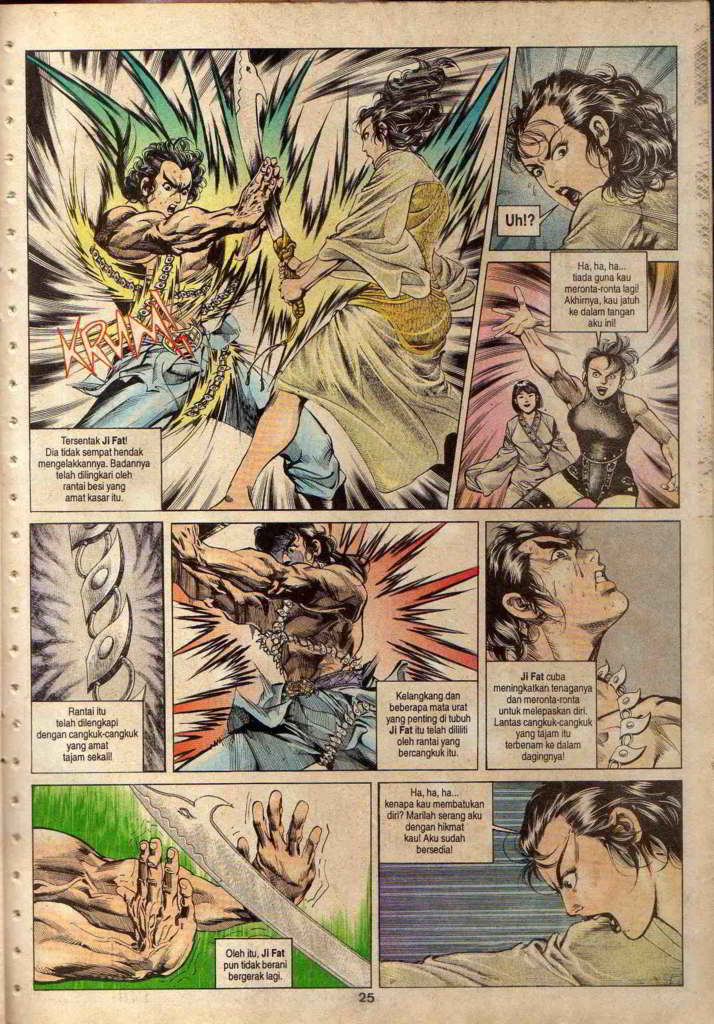 KRIMM!
Tersentak Ji Fat!
Dia tidak sempat hendak
mengelakkannya. Badannya
telah dilingkari oleh
rantai besi yang
amat kasar itu.
Uh!?
Ha, ha, ha...
tiada guna kau
meronta-ronta lagi!
Akhirnya, kau jatuh
ke dalam tangan
aku ini!
Rantai itu
telah dilengkapi
dengan cangkuk-cangkuk
yang amat
tajam sekali!
Kelangkang dan
beberapa mata urat
yang penting di tubuh
Ji Fat itu telah dililiti
oleh rantai yang
bercangkuk itu.
Ji Fat cuba
meningkatkan tenaganya
dan meronta-ronta
untuk melepaskan diri.
Lantas cangkuk-cangkuk
yang tajam itu
terbenam ke dalam
dagingnya!
Oleh itu, Ji Fat
pun tidak berani
bergerak lagi.
Ha, ha, ha...
kenapa kau membatukan
diri? Marilah serang aku
dengan hikmat
kau! Aku sudah
bersedia!
25